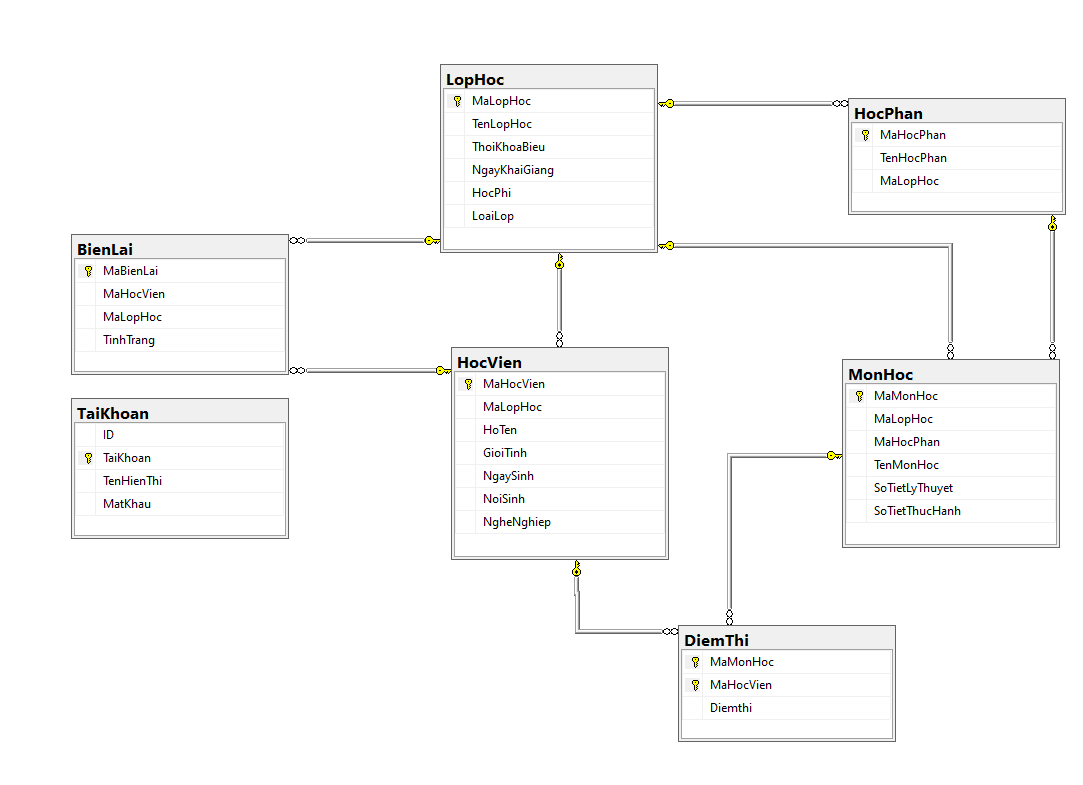 LopHoc
MaLopHoc
TenLopHoc
ThoiKhoaBieu
NgayKhaiGiang
HocPhi
LoaiLop
HocPhan
MaHocPhan
TenHocPhan
MaLopHoc
BienLai
MaBienLai
MaHocVien
MaLopHoc
TinhTrang
HocVien
MaHocVien
MaLopHoc
HoTen
GioiTinh
NgaySinh
NoiSinh
NgheNghiep
MonHoc
MaMonHoc
MaLopHoc
MaHocPhan
TenMonHoc
SoTietLyThuyet
SoTietThucHanh
TaiKhoan
ID
TaiKhoan
TenHienThi
MatKhau
DiemThi
MaMonHoc
MaHocVien
Diemthi